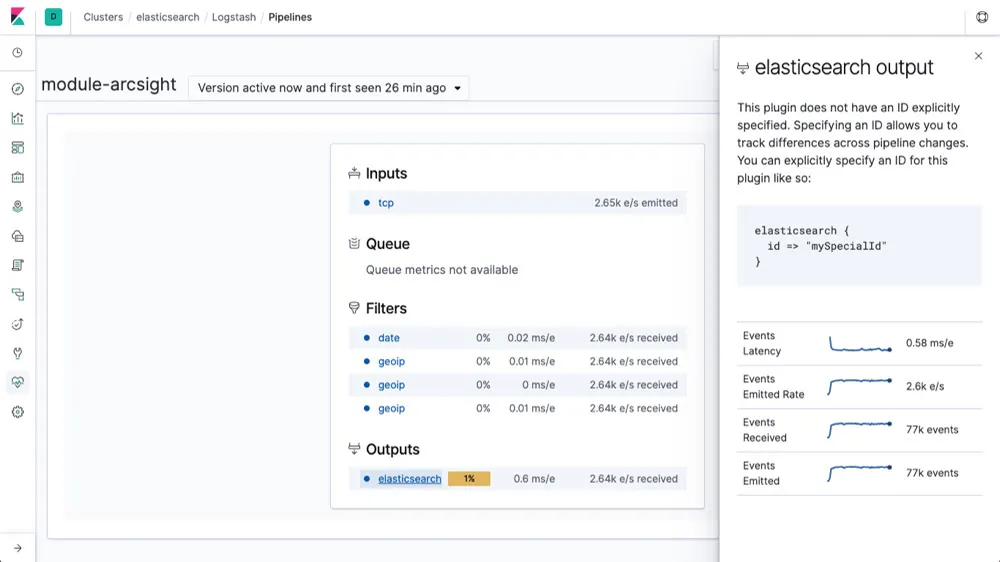 D Clusters / elasticsearch / Logstash / Pipelines
module-arcsight
Version active now and first seen 26 min ago
Inputs
tcp 2.65k e/s emitted
Queue
Queue metrics not available
Filters
date 0% 0.02 ms/e 2.64k e/s received
geoip 0% 0.01 ms/e 2.64k e/s received
geoip 0% 0 ms/e 2.64k e/s received
geoip 0% 0.01 ms/e 2.64k e/s received
Outputs
elasticsearch 1% 0.6 ms/e 2.64k e/s received
elasticsearch output
This plugin does not have an ID explicitly
specified. Specifying an ID allows you to
track differences across pipeline changes.
You can explicitly specify an ID for this
plugin like so:
elasticsearch {
id => "mySpecialId"
}
Events
Latency
0.58 ms/e
Events
Emitted Rate
2.6k e/s
Events
Received
77k events
Events
Emitted
77k events